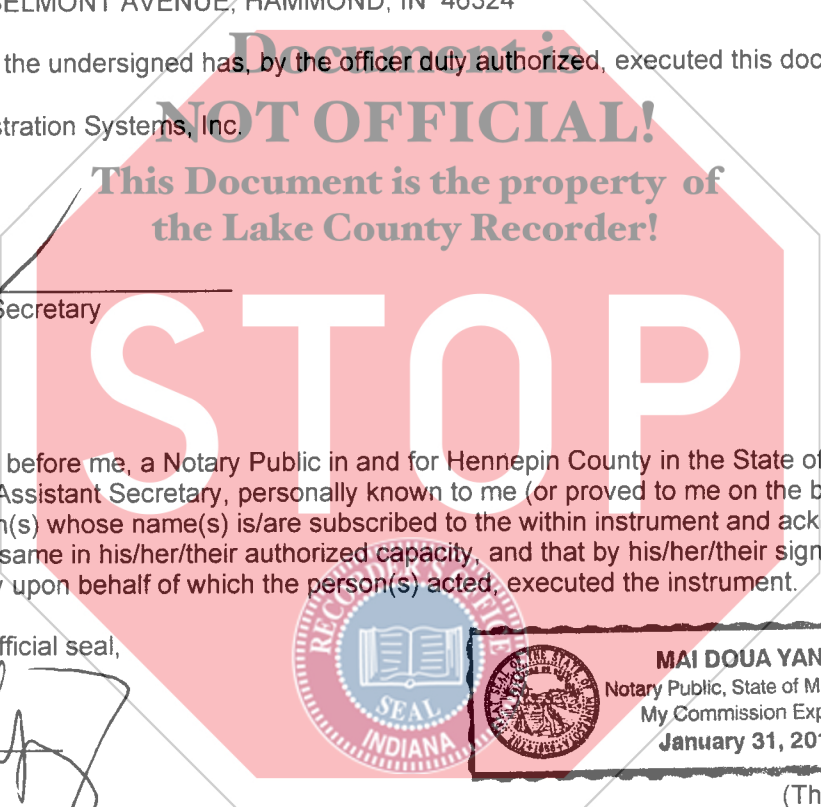 BELMONT AVENUE, HAMMOND, IN 46324
the undersigned has, by the officer duly authorized, executed this doc
Document is
stration Systems, Inc.
NOT OFFICIAL!
This Document is the property of
the Lake County Recorder!
Secretary
STOP
before me, a Notary Public in and for Hennepin County in the State of
Assistant Secretary, personally known to me (or proved to me on the b
n(s) whose name(s) is/are subscribed to the within instrument and ack
same in his/her/their authorized capacity, and that by his/her/their sign
y upon behalf of which the person(s) acted, executed the instrument.
fficial seal,
RECORDER'S OFFICE
SEAL
INDIANA
MAI DOUA YAN
Notary Public, State of M
My Commission Exp
January 31, 201
(Th